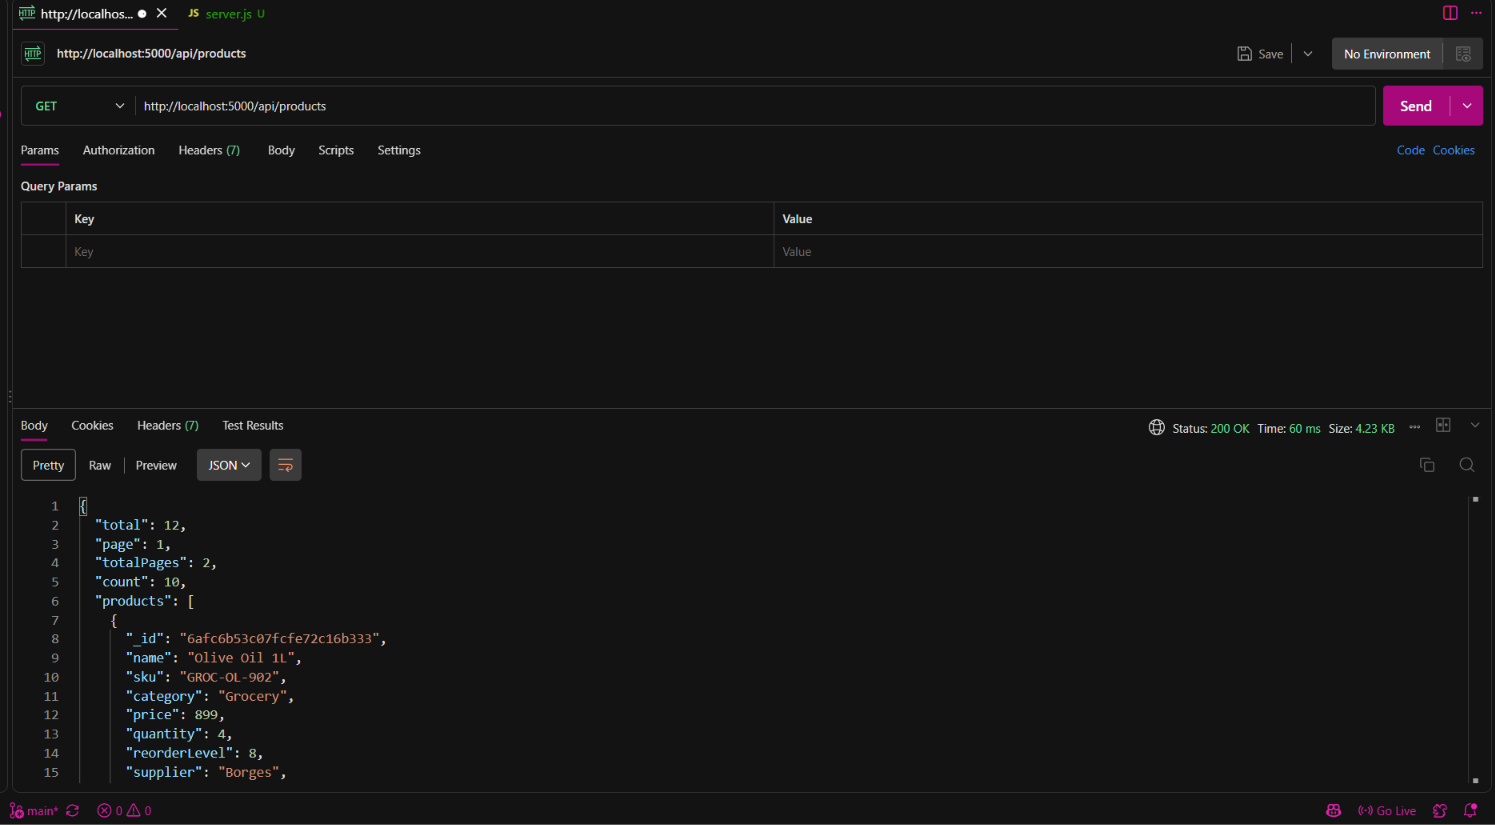 http://localhos... JS server.js U
http://localhost:5000/api/products Save No Environment
GET http://localhost:5000/api/products Send
Params Authorization Headers (7) Body Scripts Settings Code Cookies
Query Params
Key Value
Key Value
Body Cookies Headers (7) Test Results Status: 200 OK Time: 60 ms Size: 4.23 KB
Pretty Raw Preview JSON
1 {
2 "total": 12,
3 "page": 1,
4 "totalPages": 2,
5 "count": 10,
6 "products": [
7 {
8 "_id": "6afc6b53c07fcfe72c16b333",
9 "name": "Olive Oil 1L",
10 "sku": "GROC-OL-902",
11 "category": "Grocery",
12 "price": 899,
13 "quantity": 4,
14 "reorderLevel": 8,
15 "supplier": "Borges",
main* 0 0 Go Live